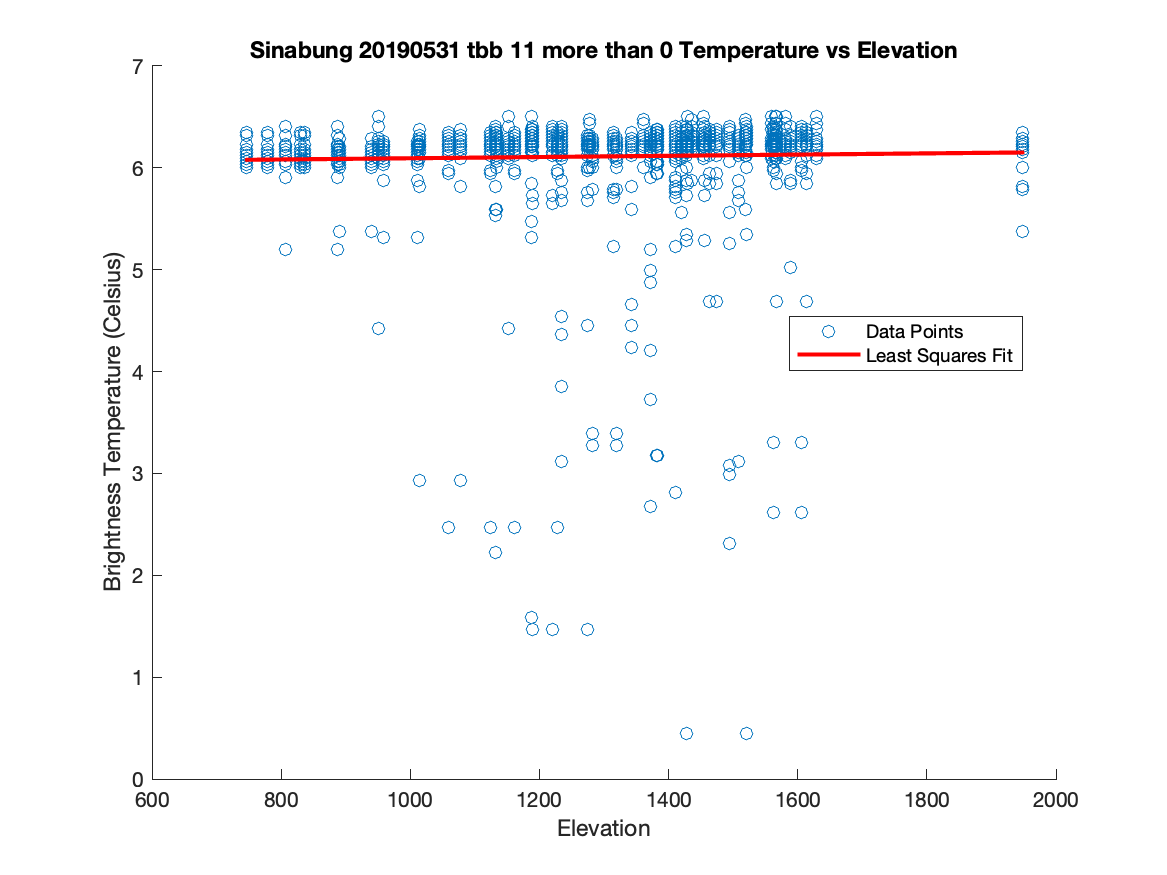 Sinabung 20190531 tbb 11 more than 0 Temperature vs Elevation
7
6
5
4
3
2
1
0
Brightness Temperature (Celsius)
Data Points
Least Squares Fit
600 800 1000 1200 1400 1600 1800 2000
Elevation